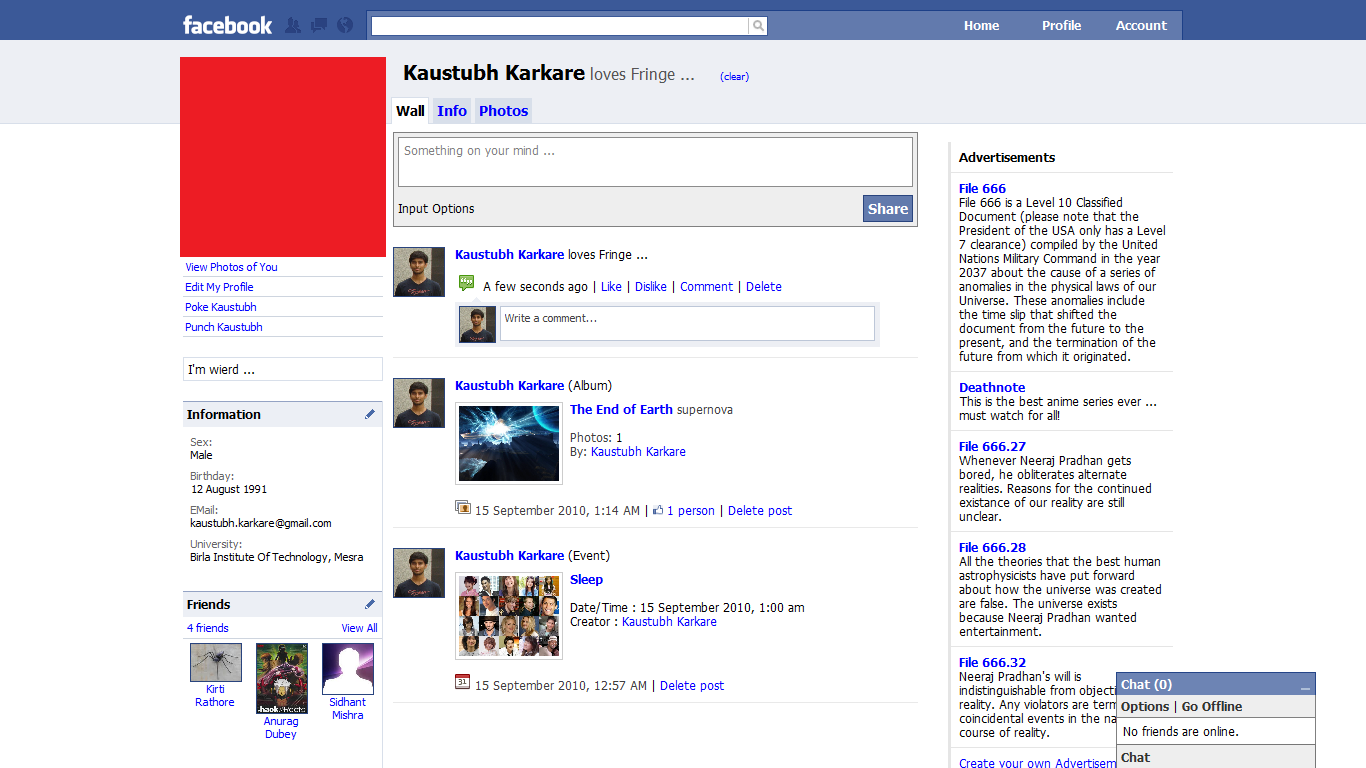 facebook
Home Profile Account
Kaustubh Karkare loves Fringe ... (clear)
Wall Info Photos
Something on your mind ...
Input Options Share
View Photos of You
Edit My Profile
Poke Kaustubh
Punch Kaustubh
I'm wierd ...
Information
Sex:
Male
Birthday:
12 August 1991
EMail:
kaustubh.karkare@gmail.com
University:
Birla Institute Of Technology, Mesra
Friends
4 friends View All
Kirti
Rathore
Anurag
Dubey
Sidhant
Mishra
Kaustubh Karkare loves Fringe ...
A few seconds ago | Like | Dislike | Comment | Delete
Write a comment...
Kaustubh Karkare (Album)
The End of Earth supernova
Photos: 1
By: Kaustubh Karkare
15 September 2010, 1:14 AM | 1 person | Delete post
Kaustubh Karkare (Event)
Sleep
Date/Time : 15 September 2010, 1:00 am
Creator : Kaustubh Karkare
31 15 September 2010, 12:57 AM | Delete post
Advertisements
File 666
File 666 is a Level 10 Classified
Document (please note that the
President of the USA only has a Level
7 clearance) compiled by the United
Nations Military Command in the year
2037 about the cause of a series of
anomalies in the physical laws of our
Universe. These anomalies include
the time slip that shifted the
document from the future to the
present, and the termination of the
future from which it originated.
Deathnote
This is the best anime series ever ...
must watch for all!
File 666.27
Whenever Neeraj Pradhan gets
bored, he obliterates alternate
realities. Reasons for the continued
existance of our reality are still
unclear.
File 666.28
All the theories that the best human
astrophysicists have put forward
about how the universe was created
are false. The universe exists
because Neeraj Pradhan wanted
entertainment.
File 666.32
Neeraj Pradhan's will is
indistinguishable from objecti
reality. Any violators are term
coincidental events in the na
course of reality.
Create your own Advertisem
Chat (0)
Options | Go Offline
No friends are online.
Chat